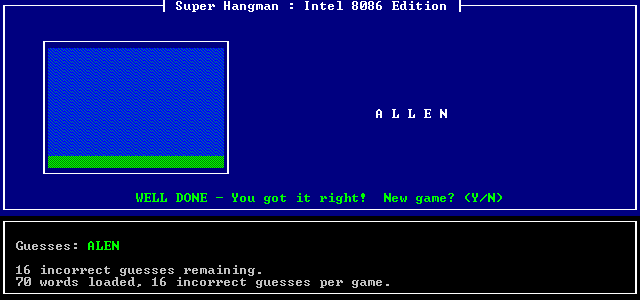 Super Hangman : Intel 8086 Edition
A L L E N
WELL DONE - You got it right!  New game? (Y/N)
Guesses: ALEN
16 incorrect guesses remaining.
70 words loaded, 16 incorrect guesses per game.